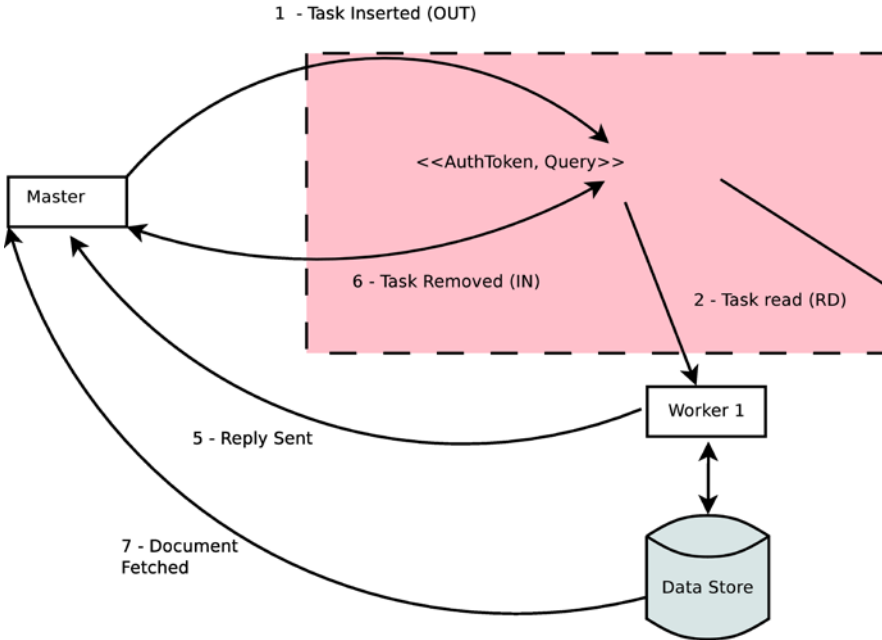 1 - Task Inserted (OUT)
<<AuthToken, Query>>
Master
6 - Task Removed (IN)
2 - Task read (RD)
Worker 1
5 - Reply Sent
7 - Document
Fetched
Data Store